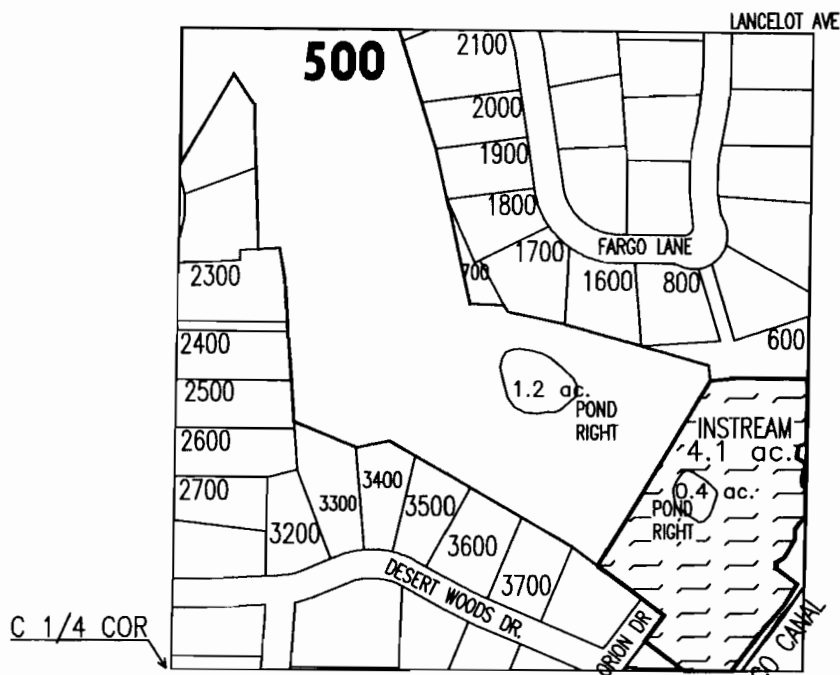 LANCELOT AVE
500
2100
2000
1900
1800
1700
700
FARGO LANE
1600
800
600
2300
2400
2500
2600
2700
1.2 ac.
POND
RIGHT
INSTREAM
4.1 ac.
0.4 ac.
POND
RIGHT
3200
3300
3400
3500
3600
3700
DESERT WOODS DR.
ORION DR
CO CANAL
C 1/4 COR